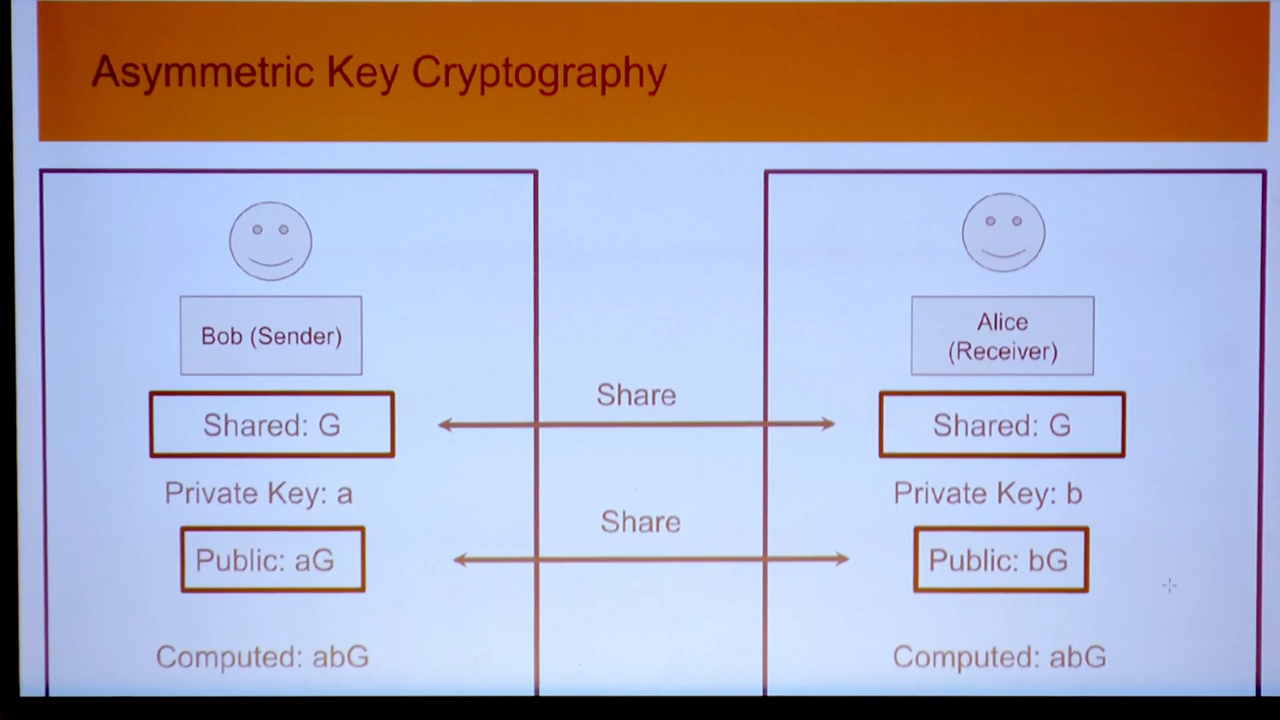 Asymmetric Key Cryptography
Bob (Sender)
Alice
(Receiver)
Share
Shared: G
Shared: G
Private Key: a
Private Key: b
Share
Public: aG
Public: bG
Computed: abG
Computed: abG